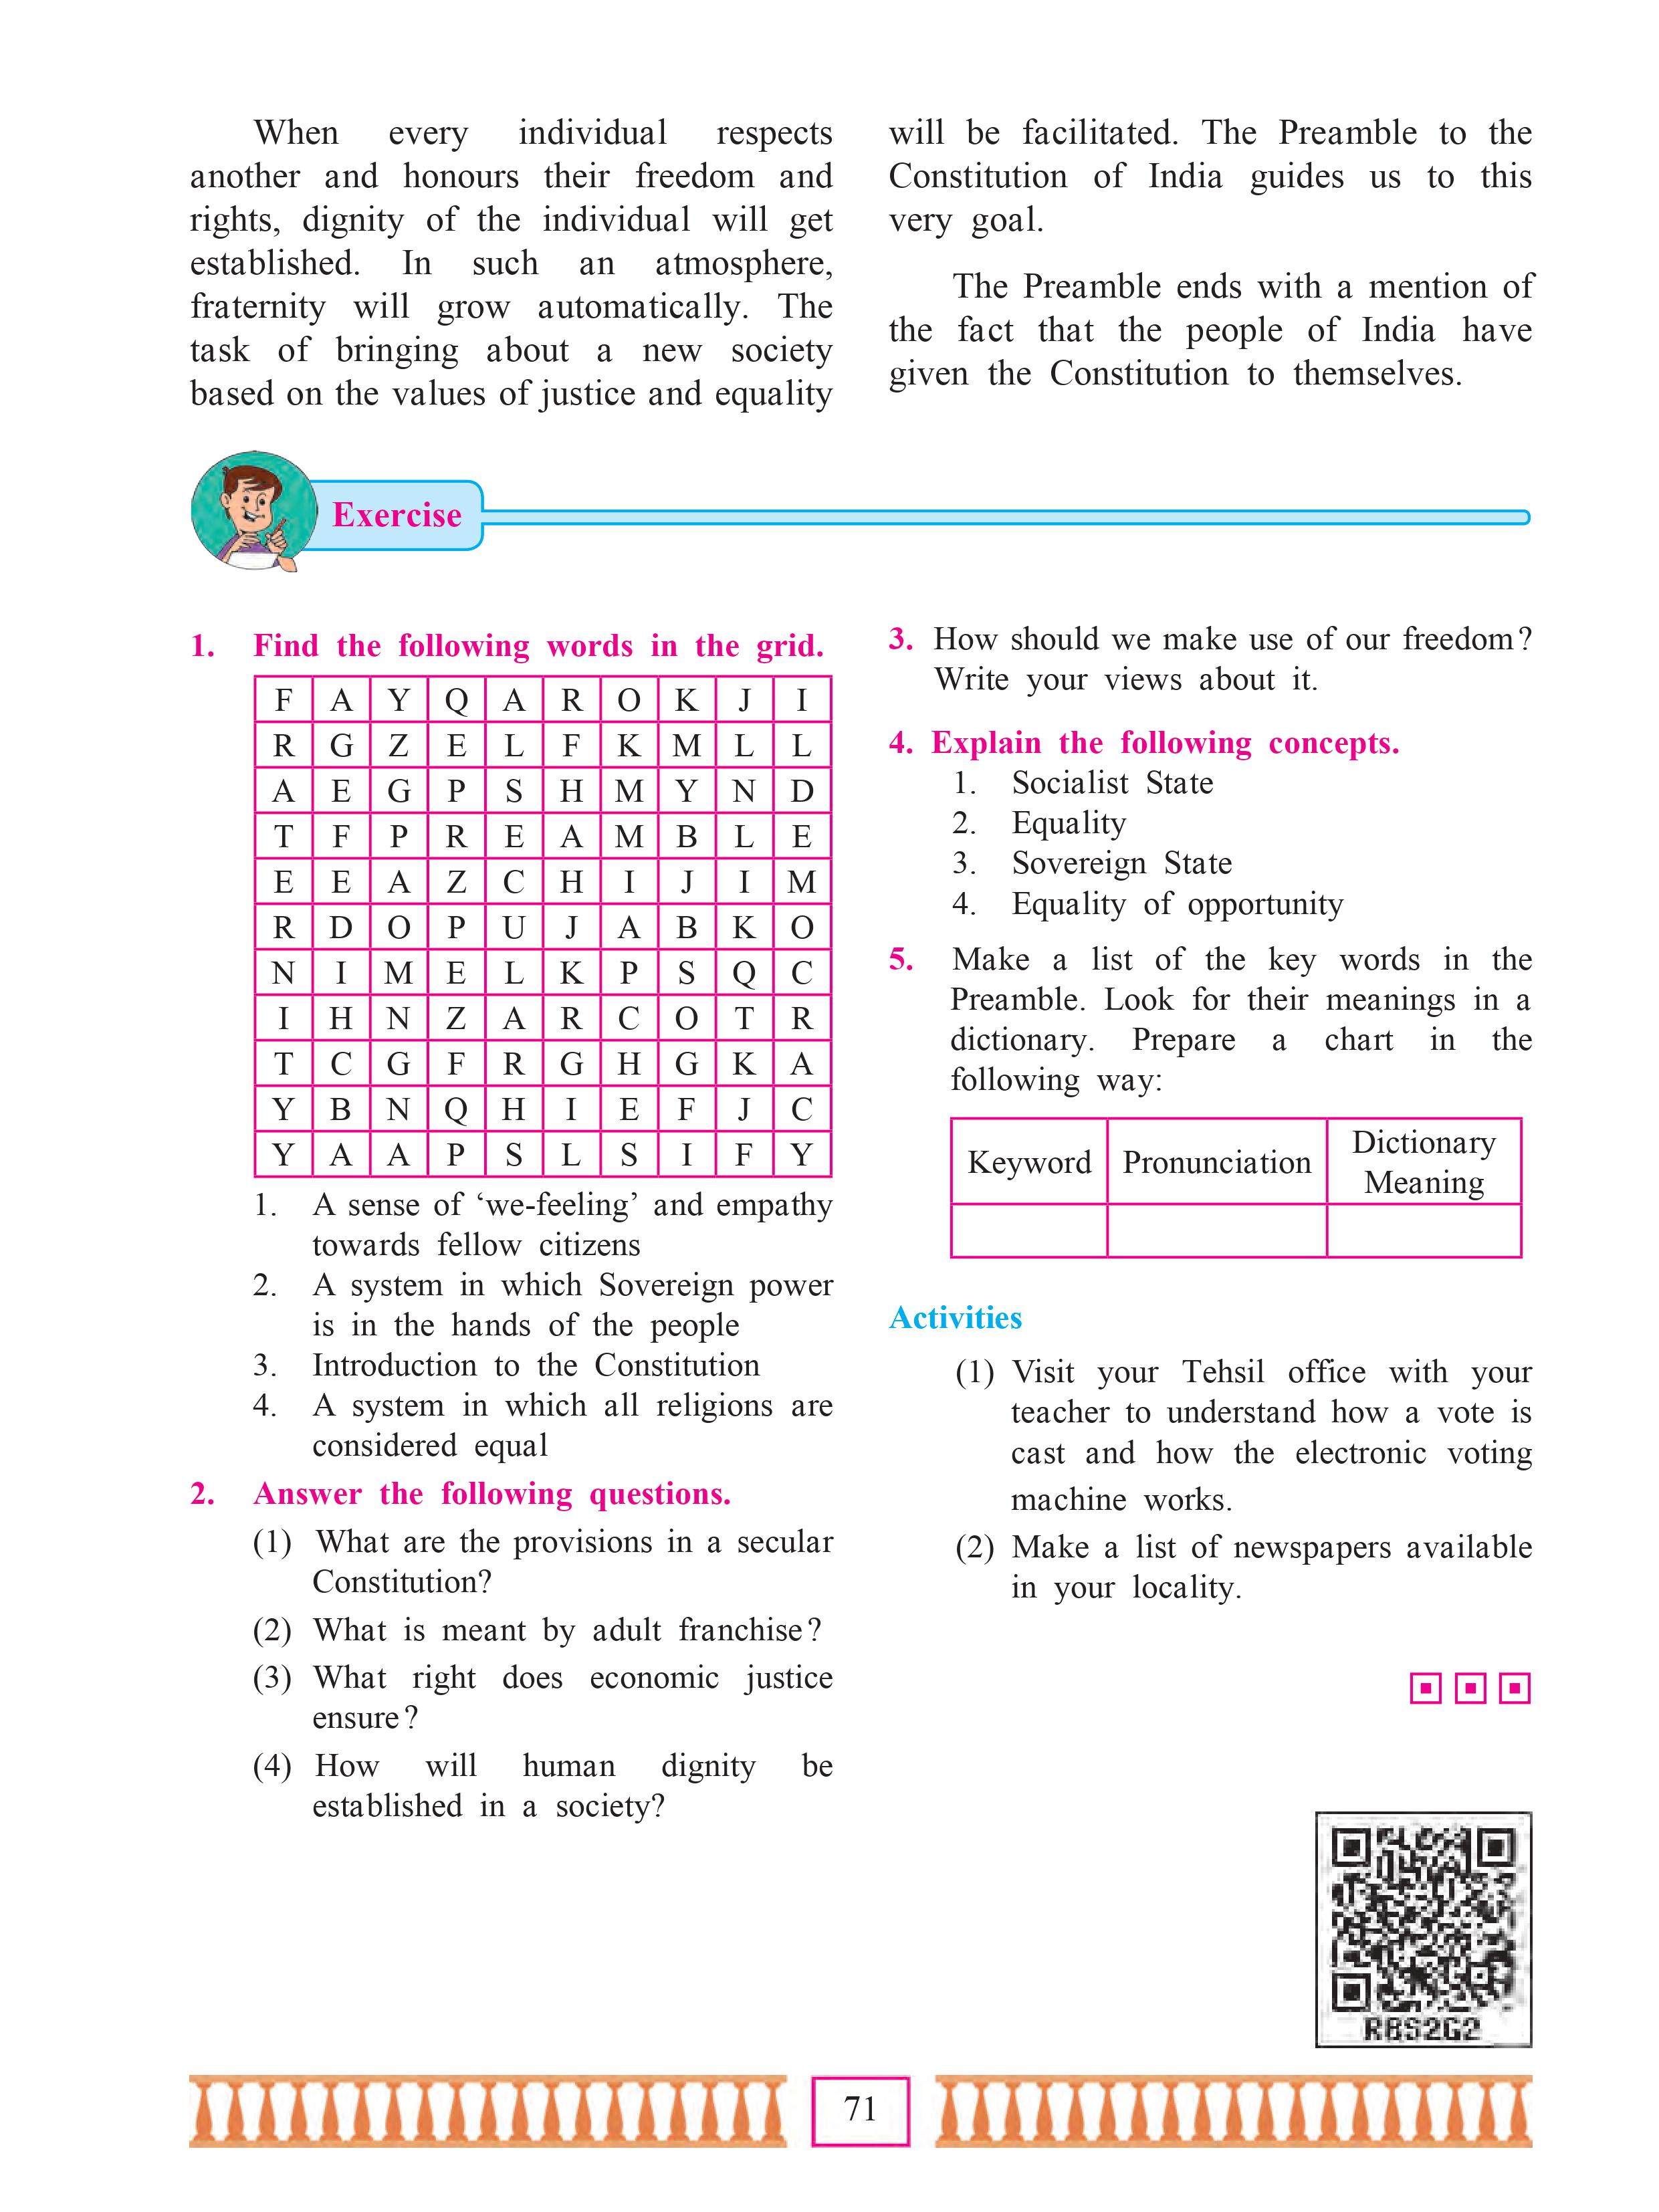 When every individual respects
another and honours their freedom and
rights, dignity of the individual will get
established. In such an atmosphere,
fraternity will grow automatically. The
task of bringing about a new society
based on the values of justice and equality
will be facilitated. The Preamble to the
Constitution of India guides us to this
very goal.
The Preamble ends with a mention of
the fact that the people of India have
given the Constitution to themselves.
Exercise
1. Find the following words in the grid.
F A Y Q A R O K J I
R G Z E L F K M L L
A E G P S H M Y N D
T F P R E A M B L E
E E A Z C H I J I M
R D O P U J A B K O
N I M E L K P S Q C
I H N Z A R C O T R
T C G F R G H G K A
Y B N Q H I E F J C
Y A A P S L S I F Y
1. A sense of ‘we-feeling’ and empathy
towards fellow citizens
2. A system in which Sovereign power
is in the hands of the people
3. Introduction to the Constitution
4. A system in which all religions are
considered equal
2. Answer the following questions.
(1) What are the provisions in a secular
Constitution?
(2) What is meant by adult franchise?
(3) What right does economic justice
ensure?
(4) How will human dignity be
established in a society?
3. How should we make use of our freedom?
Write your views about it.
4. Explain the following concepts.
1. Socialist State
2. Equality
3. Sovereign State
4. Equality of opportunity
5. Make a list of the key words in the
Preamble. Look for their meanings in a
dictionary. Prepare a chart in the
following way:
Keyword Pronunciation Dictionary
Meaning
Activities
(1) Visit your Tehsil office with your
teacher to understand how a vote is
cast and how the electronic voting
machine works.
(2) Make a list of newspapers available
in your locality.
R8S2G2
71